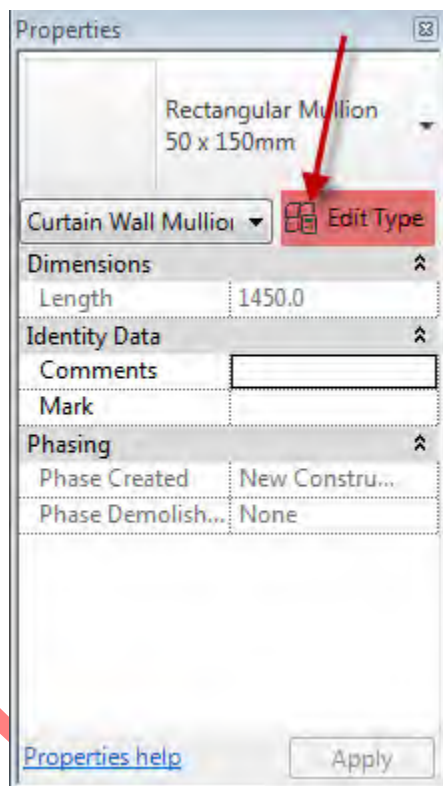 Properties
Rectangular Mullion
50 x 150mm
Curtain Wall Mullio
Edit Type
Dimensions
Length 1450.0
Identity Data
Comments
Mark
Phasing
Phase Created New Constru...
Phase Demolish... None
Properties help Apply